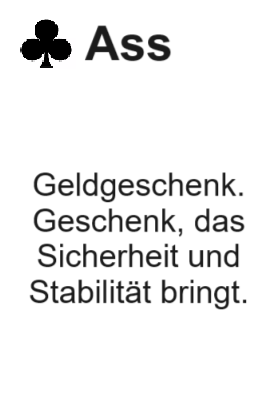 ♣ Ass
Geldgeschenk.
Geschenk, das
Sicherheit und
Stabilität bringt.